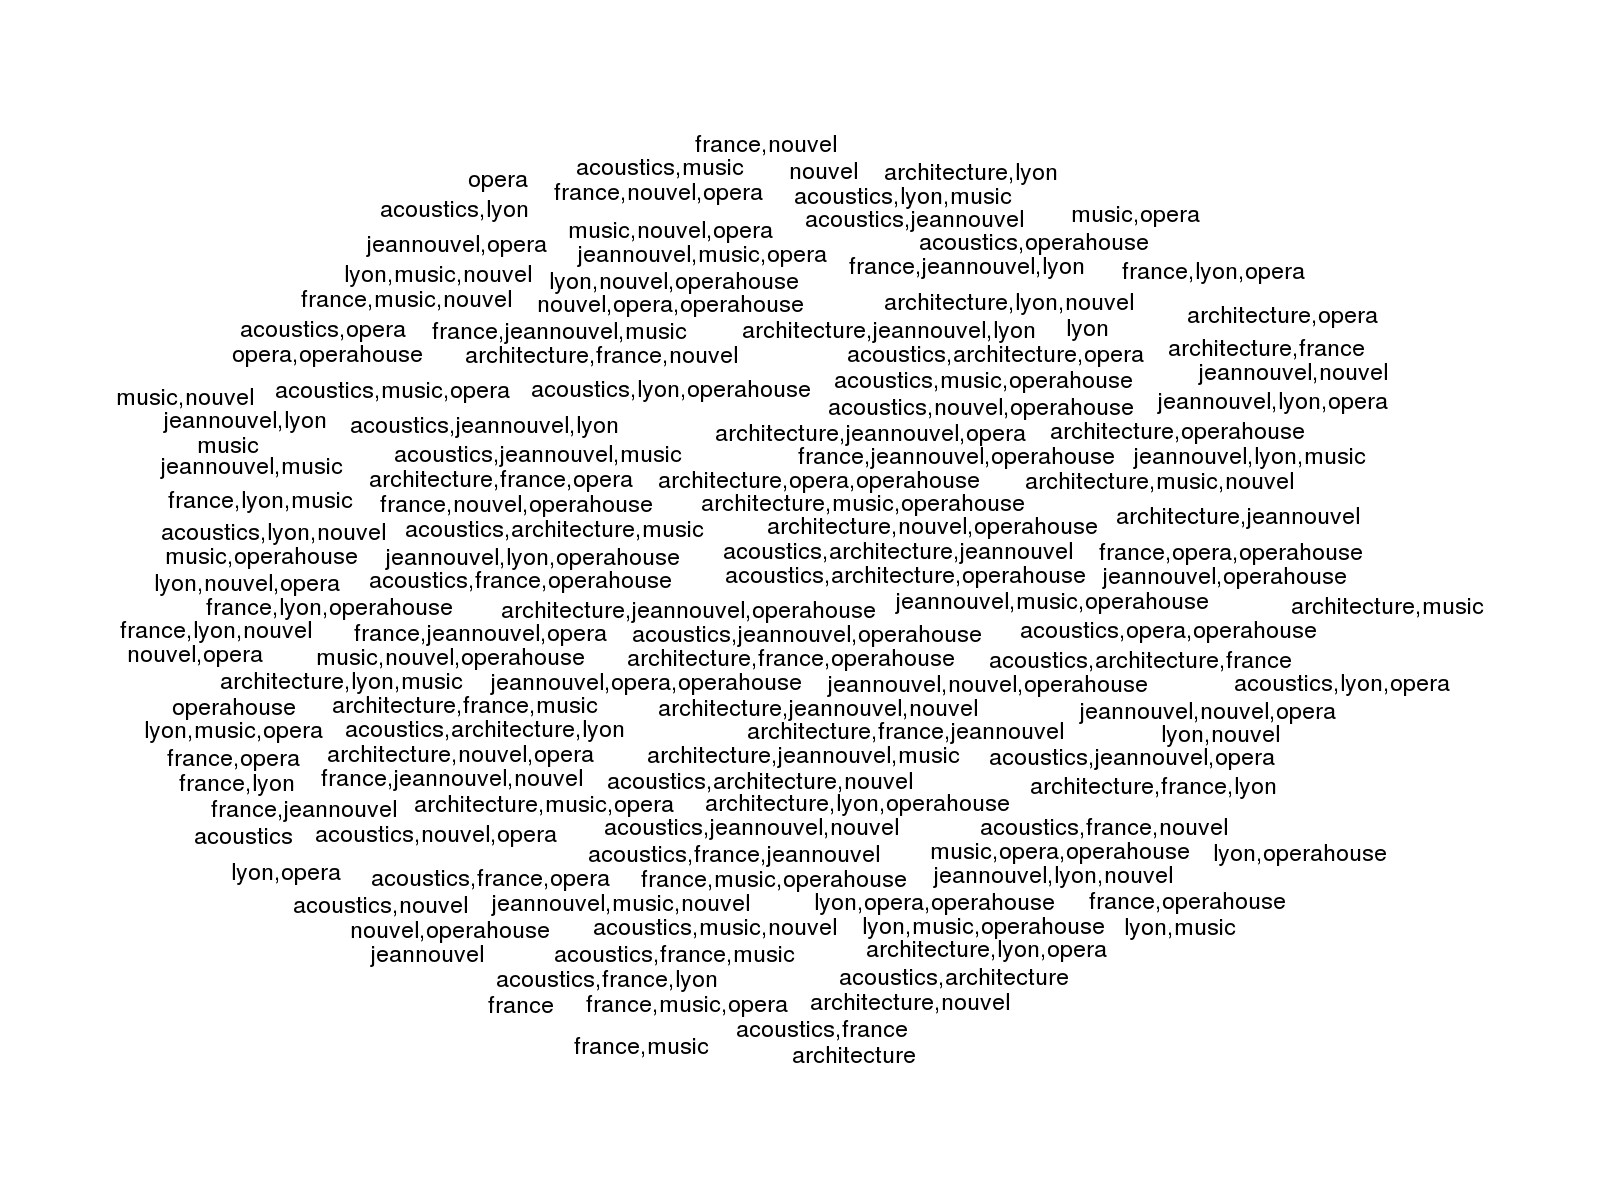 france,nouvel
acoustics,music
nouvel
architecture,lyon
opera
france,nouvel,opera
acoustics,lyon,music
acoustics,lyon
acoustics,jeannouvel
music,opera
music,nouvel,opera
jeannouvel,opera
acoustics,operahouse
jeannouvel,music,opera
france,jeannouvel,lyon
france,lyon,opera
lyon,music,nouvel
lyon,nouvel,operahouse
france,music,nouvel
nouvel,opera,operahouse
architecture,lyon,nouvel
architecture,opera
acoustics,opera
france,jeannouvel,music
architecture,jeannouvel,lyon
lyon
opera,operahouse
architecture,france,nouvel
acoustics,architecture,opera
architecture,france
jeannouvel,nouvel
music,nouvel
acoustics,music,opera
acoustics,lyon,operahouse
acoustics,music,operahouse
acoustics,nouvel,operahouse
jeannouvel,lyon,opera
jeannouvel,lyon
acoustics,jeannouvel,lyon
architecture,jeannouvel,opera
architecture,operahouse
music
acoustics,jeannouvel,music
france,jeannouvel,operahouse
jeannouvel,lyon,music
jeannouvel,music
architecture,france,opera
architecture,opera,operahouse
architecture,music,nouvel
france,lyon,music
france,nouvel,operahouse
architecture,music,operahouse
architecture,jeannouvel
acoustics,lyon,nouvel
acoustics,architecture,music
architecture,nouvel,operahouse
music,operahouse
jeannouvel,lyon,operahouse
acoustics,architecture,jeannouvel
france,opera,operahouse
lyon,nouvel,opera
acoustics,france,operahouse
acoustics,architecture,operahouse
jeannouvel,operahouse
france,lyon,operahouse
architecture,jeannouvel,operahouse
jeannouvel,music,operahouse
architecture,music
france,lyon,nouvel
france,jeannouvel,opera
acoustics,jeannouvel,operahouse
acoustics,opera,operahouse
nouvel,opera
music,nouvel,operahouse
architecture,france,operahouse
acoustics,architecture,france
architecture,lyon,music
jeannouvel,opera,operahouse
jeannouvel,nouvel,operahouse
acoustics,lyon,opera
operahouse
architecture,france,music
architecture,jeannouvel,nouvel
jeannouvel,nouvel,opera
lyon,music,opera
acoustics,architecture,lyon
architecture,france,jeannouvel
lyon,nouvel
france,opera
architecture,nouvel,opera
architecture,jeannouvel,music
acoustics,jeannouvel,opera
france,lyon
france,jeannouvel,nouvel
acoustics,architecture,nouvel
architecture,france,lyon
france,jeannouvel
architecture,music,opera
architecture,lyon,operahouse
acoustics
acoustics,nouvel,opera
acoustics,jeannouvel,nouvel
acoustics,france,nouvel
acoustics,france,jeannouvel
music,opera,operahouse
lyon,operahouse
lyon,opera
acoustics,france,opera
france,music,operahouse
jeannouvel,lyon,nouvel
acoustics,nouvel
jeannouvel,music,nouvel
lyon,opera,operahouse
france,operahouse
nouvel,operahouse
acoustics,music,nouvel
lyon,music,operahouse
lyon,music
jeannouvel
acoustics,france,music
architecture,lyon,opera
acoustics,france,lyon
acoustics,architecture
france
france,music,opera
architecture,nouvel
acoustics,france
france,music
architecture